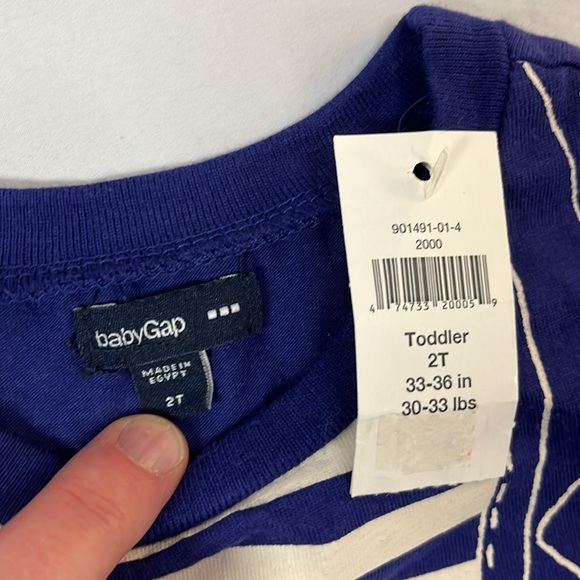 babyGap
MADE IN
EGYPT
2T
901491-01-4
2000
4 74733 20005 9
Toddler
2T
33-36 in
30-33 lbs